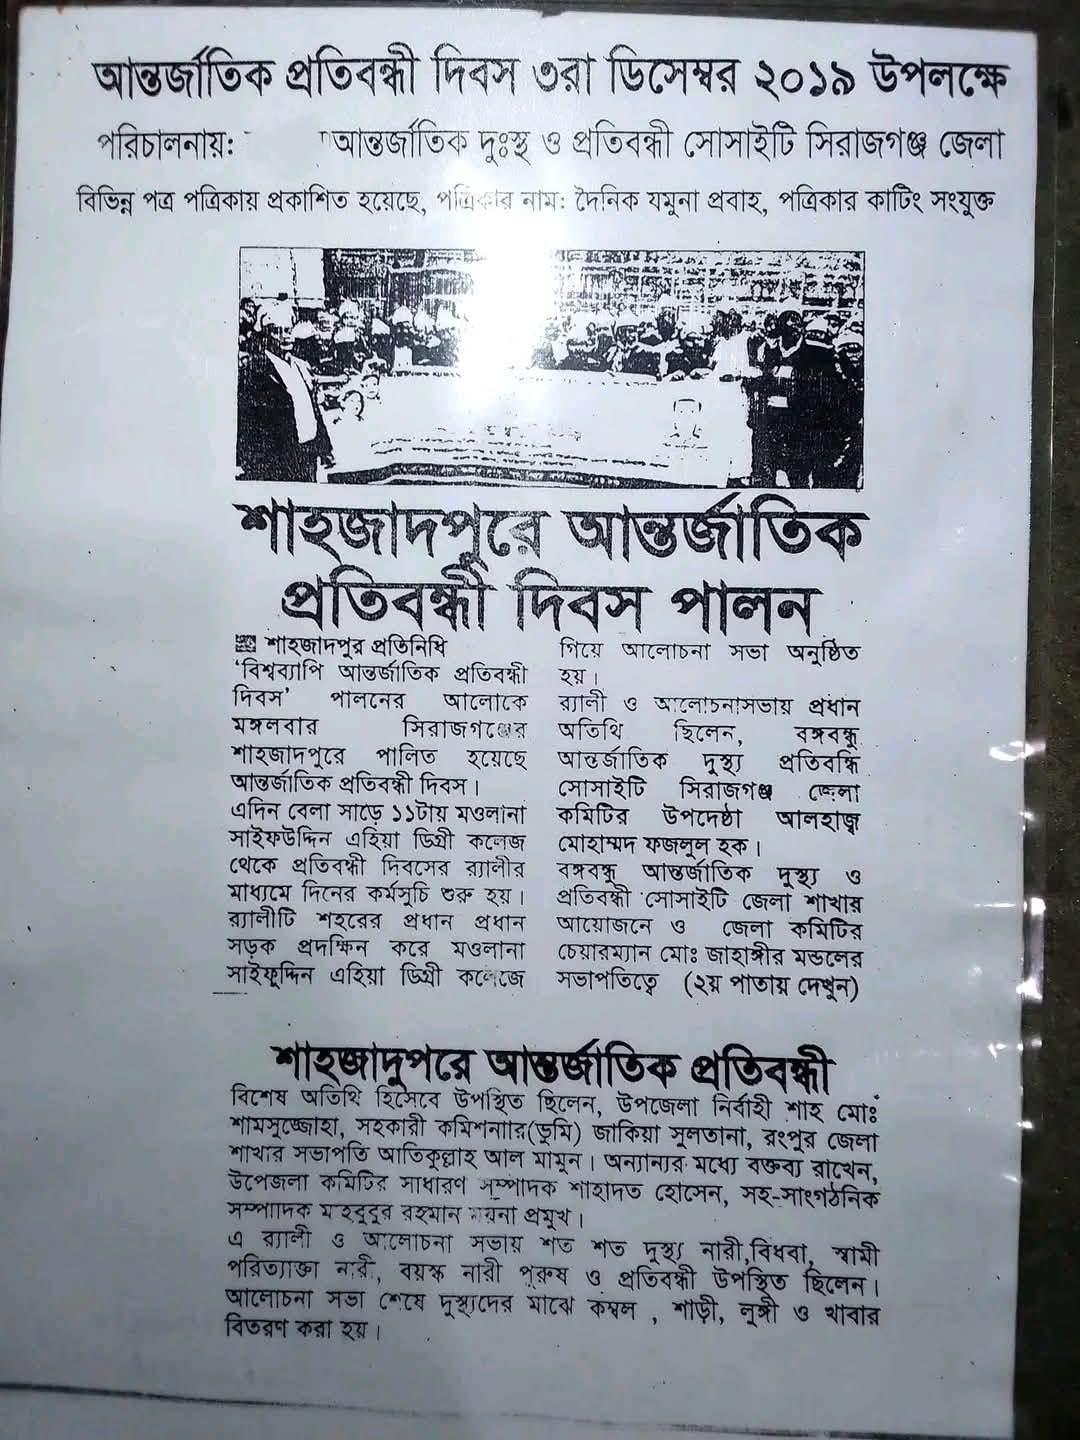 আন্তর্জাতিক প্রতিবন্ধী দিবস ৩রা ডিসেম্বর ২০১৯ উপলক্ষে
পরিচালনায়: আন্তর্জাতিক দুঃস্থ ও প্রতিবন্ধী সোসাইটি সিরাজগঞ্জ জেলা
বিভিন্ন পত্র পত্রিকায় প্রকাশিত হয়েছে, পত্রিকার নাম: দৈনিক যমুনা প্রবাহ, পত্রিকার কাটিং সংযুক্ত
শাহজাদপুরে আন্তর্জাতিক
প্রতিবন্ধী দিবস পালন
শাহজাদপুর প্রতিনিধি
‘বিশ্বব্যাপি আন্তর্জাতিক প্রতিবন্ধী
দিবস’ পালনের আলোকে
মঙ্গলবার সিরাজগঞ্জের
শাহজাদপুরে পালিত হয়েছে
আন্তর্জাতিক প্রতিবন্ধী দিবস।
এদিন বেলা সাড়ে ১১টায় মওলানা
সাইফউদ্দিন এহিয়া ডিগ্রী কলেজ
থেকে প্রতিবন্ধী দিবসের র‍্যালীর
মাধ্যমে দিনের কর্মসুচি শুরু হয়।
র‍্যালীটি শহরের প্রধান প্রধান
সড়ক প্রদক্ষিন করে মওলানা
সাইফুদ্দিন এহিয়া ডিগ্রী কলেজে
গিয়ে আলোচনা সভা অনুষ্ঠিত
হয়।
র‍্যালী ও আলোচনাসভায় প্রধান
অতিথি ছিলেন, বঙ্গবন্ধু
আন্তর্জাতিক দুস্থ্য প্রতিবন্ধি
সোসাইটি সিরাজগঞ্জ জেলা
কমিটির উপদেষ্ঠা আলহাজ্ব
মোহাম্মদ ফজলুল হক।
বঙ্গবন্ধু আন্তর্জাতিক দুস্থ্য ও
প্রতিবন্ধী সোসাইটি জেলা শাখার
আয়োজনে ও জেলা কমিটির
চেয়ারম্যান মোঃ জাহাঙ্গীর মন্ডলের
সভাপতিত্বে (২য় পাতায় দেখুন)
শাহজাদুপরে আন্তর্জাতিক প্রতিবন্ধী
বিশেষ অতিথি হিসেবে উপস্থিত ছিলেন, উপজেলা নির্বাহী শাহ মোঃ
শামসুজ্জোহা, সহকারী কমিশনাার(ভুমি) জাকিয়া সুলতানা, রংপুর জেলা
শাখার সভাপতি আতিকুল্লাহ আল মামুন। অন্যান্যর মধ্যে বক্তব্য রাখেন,
উপেজলা কমিটির সাধারণ সম্পাদক শাহাদত হোসেন, সহ-সাংগঠনিক
সম্পাাদক মাহবুবুর রহমান ময়না প্রমুখ।
এ র‍্যালী ও আলোচনা সভায় শত শত দুস্থ্য নারী,বিধবা, স্বামী
পরিত্যাক্তা নারী, বয়স্ক নারী পুরুষ ও প্রতিবন্ধী উপস্থিত ছিলেন।
আলোচনা সভা শেষে দুস্থ্যদের মাঝে কম্বল , শাড়ী, লুঙ্গী ও খাবার
বিতরণ করা হয়।